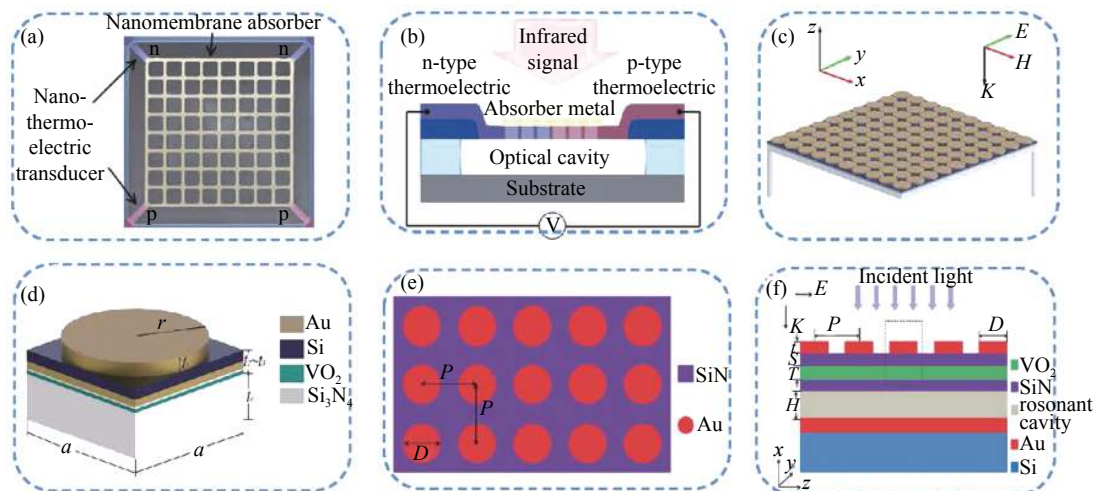 (a)
Nanomembrane absorber
n
n
Nano-
thermo-
electric
transducer
p
p
(b)
Infrared
signal
n-type
thermoelectric
p-type
thermoelectric
Absorber metal
Optical cavity
Substrate
V
(c)
z
y
x
E
H
K
(d)
r
a
a
Au
Si
VO₂
Si₃N₄
(e)
P
P
D
SiN
Au
(f)
Incident light
E
K
P
D
S
T
H
VO₂
SiN
rosonant
cavity
Au
Si
x
y
z